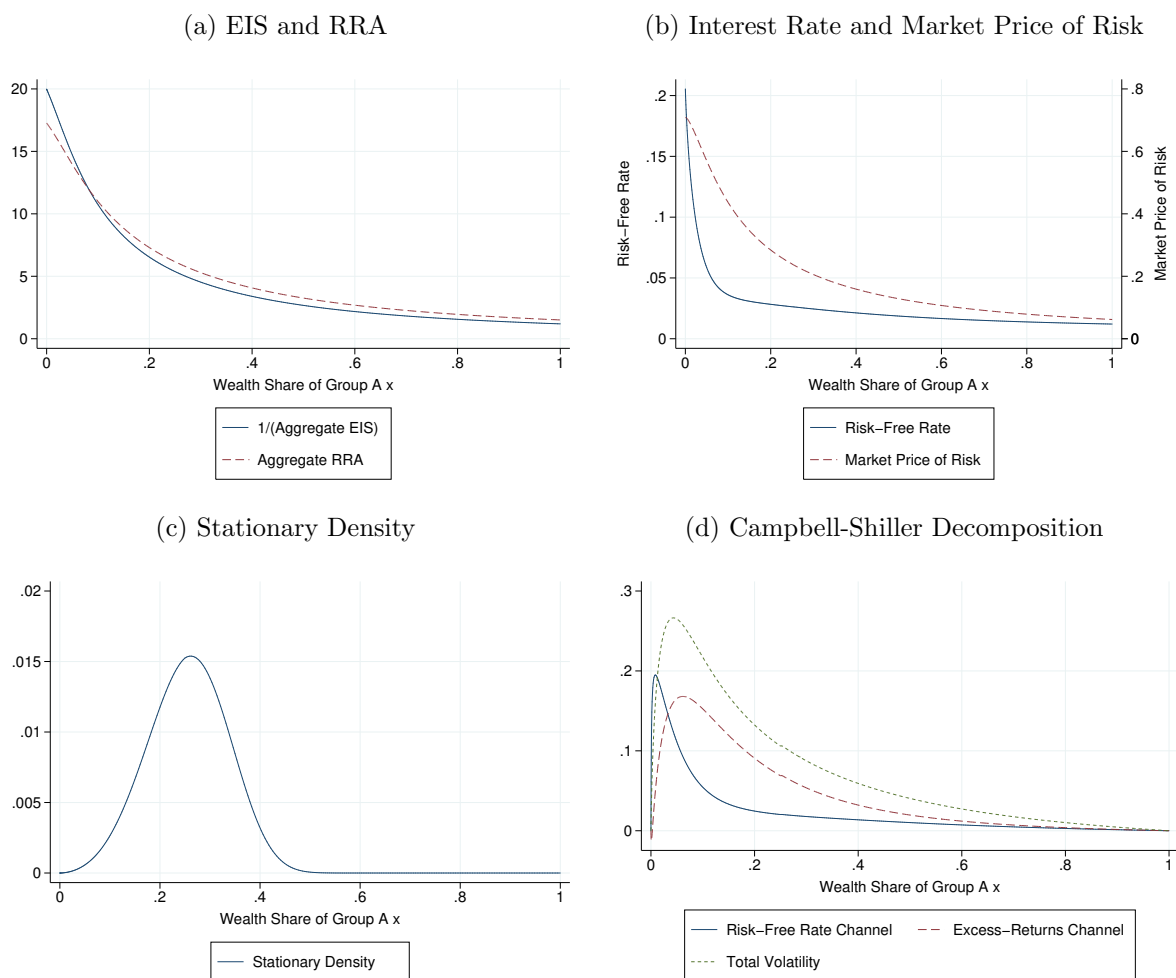 (a) EIS and RRA
20
15
10
5
0
0 .2 .4 .6 .8 1
Wealth Share of Group A x
1/(Aggregate EIS)
Aggregate RRA
(b) Interest Rate and Market Price of Risk
Risk−Free Rate
.2
.15
.1
.05
0
Market Price of Risk
.8
.6
.4
.2
0
0 .2 .4 .6 .8 1
Wealth Share of Group A x
Risk−Free Rate
Market Price of Risk
(c) Stationary Density
.02
.015
.01
.005
0
0 .2 .4 .6 .8 1
Wealth Share of Group A x
Stationary Density
(d) Campbell-Shiller Decomposition
.3
.2
.1
0
0 .2 .4 .6 .8 1
Wealth Share of Group A x
Risk−Free Rate Channel Excess−Returns Channel
Total Volatility